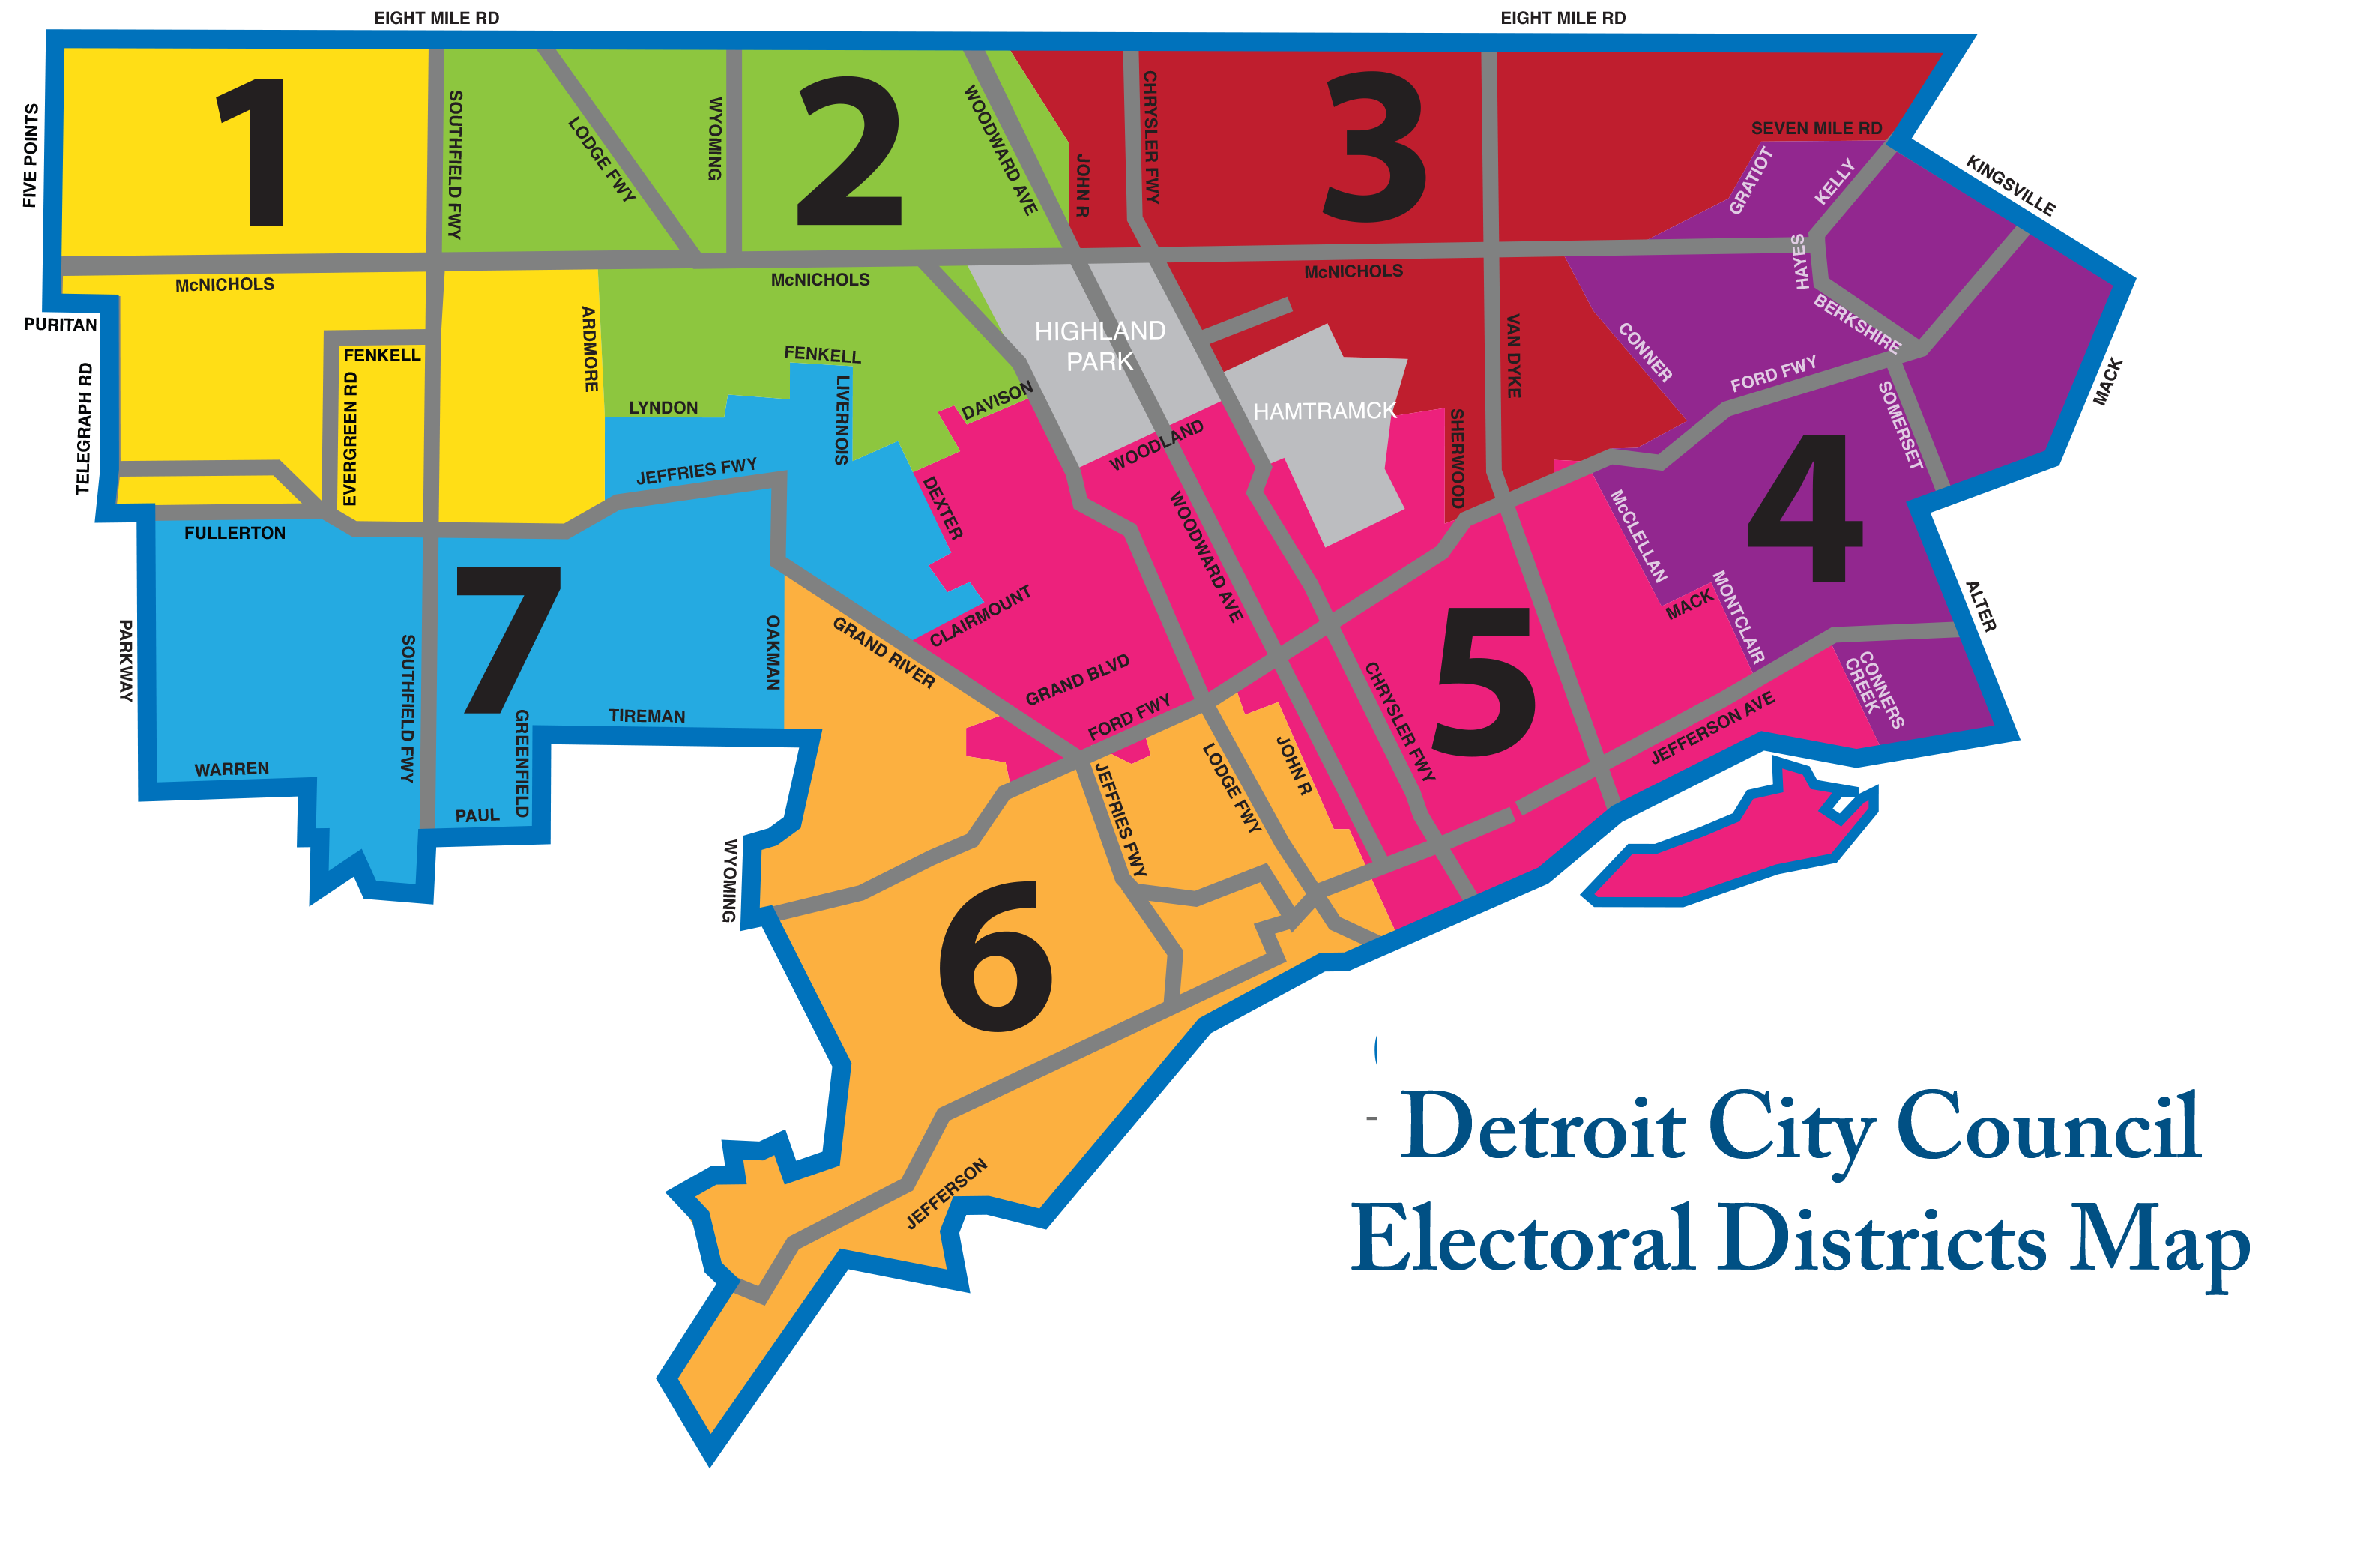 EIGHT MILE RD
EIGHT MILE RD
FIVE POINTS
1
SOUTHFIELD FWY
LODGE FWY
WYOMING
2
WOODWARD AVE
JOHN R
CHRYSLER FWY
3
SEVEN MILE RD
GRATIOT
KELLY
KINGSVILLE
McNICHOLS
McNICHOLS
McNICHOLS
HAYES
BERKSHIRE
PURITAN
TELEGRAPH RD
FENKELL
EVERGREEN RD
ARDMORE
FENKELL
LIVERNOIS
LYNDON
DAVISON
HIGHLAND
PARK
HAMTRAMCK
WOODLAND
SHERWOOD
VAN DYKE
CONNER
FORD FWY
SOMERSET
MACK
4
JEFFRIES FWY
DEXTER
WOODWARD AVE
McCLELLAN
MACK
MONTCLAIR
ALTER
FULLERTON
7
PARKWAY
SOUTHFIELD FWY
GREENFIELD
TIREMAN
OAKMAN
GRAND RIVER
CLAIRMOUNT
GRAND BLVD
FORD FWY
5
CHRYSLER FWY
CONNERS
CREEK
JEFFERSON AVE
WARREN
PAUL
WYOMING
JEFFRIES FWY
LODGE FWY
JOHN R
6
JEFFERSON
Detroit City Council
Electoral Districts Map